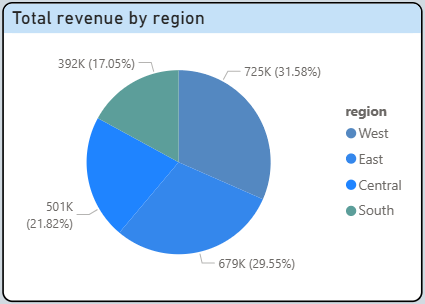 Total revenue by region
392K (17.05%)
725K (31.58%)
region
West
East
Central
South
501K
(21.82%)
679K (29.55%)